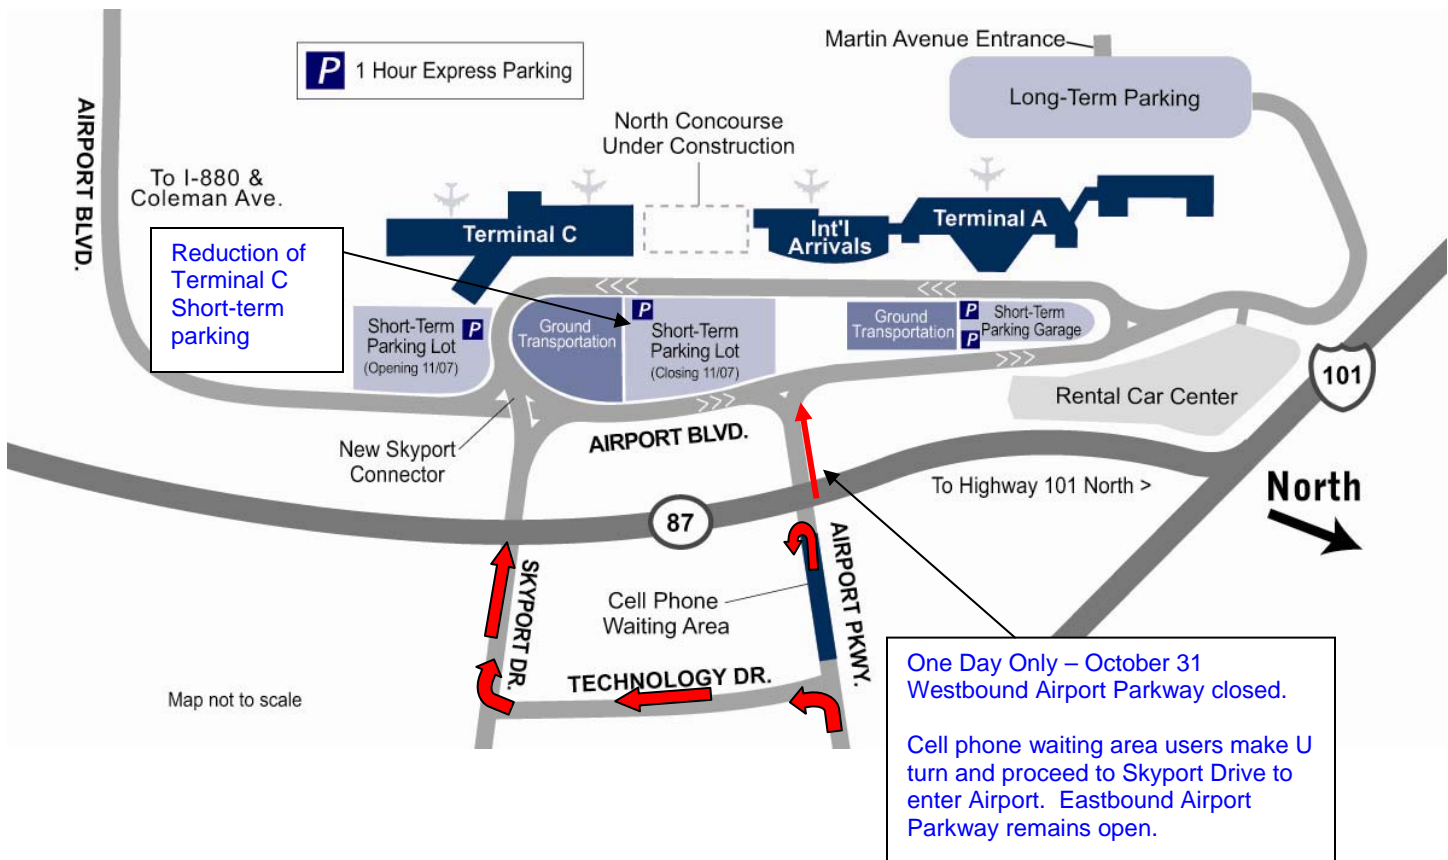 P 1 Hour Express Parking
Martin Avenue Entrance
Long-Term Parking
North Concourse
Under Construction
AIRPORT BLVD.
To I-880 &
Coleman Ave.
Terminal C
Int'l
Arrivals
Terminal A
Reduction of
Terminal C
Short-term
parking
Short-Term
Parking Lot
(Opening 11/07)
P
Ground
Transportation
P
Short-Term
Parking Lot
(Closing 11/07)
Ground
Transportation
P
P
Short-Term
Parking Garage
Rental Car Center
101
New Skyport
Connector
AIRPORT BLVD.
To Highway 101 North >
North
87
SKYPORT DR.
Cell Phone
Waiting Area
AIRPORT PKWY.
TECHNOLOGY DR.
Map not to scale
One Day Only – October 31
Westbound Airport Parkway closed.
Cell phone waiting area users make U
turn and proceed to Skyport Drive to
enter Airport.  Eastbound Airport
Parkway remains open.